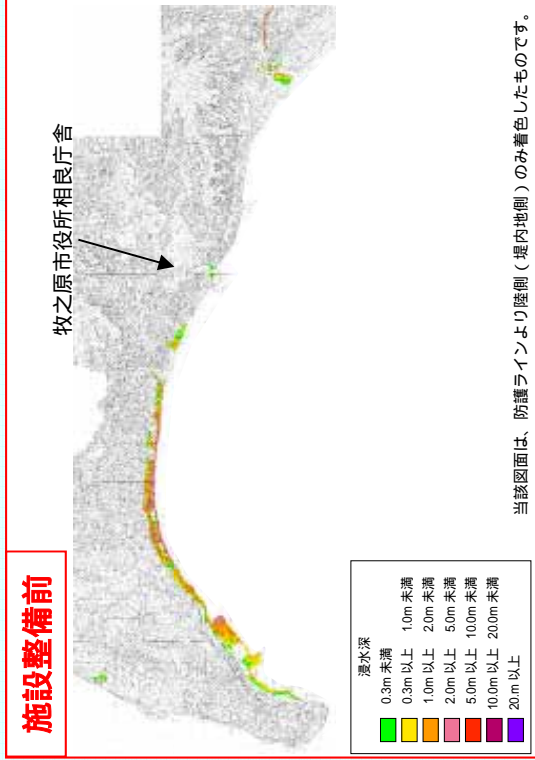 施設整備前
牧之原市役所相良庁舎
浸水深
0.3m 未満
0.3m 以上 1.0m 未満
1.0m 以上 2.0m 未満
2.0m 以上 5.0m 未満
5.0m 以上 10.0m 未満
10.0m 以上 20.0m 未満
20.m 以上
当該図面は、防護ラインより陸側（堤内地側）のみ着色したものです。